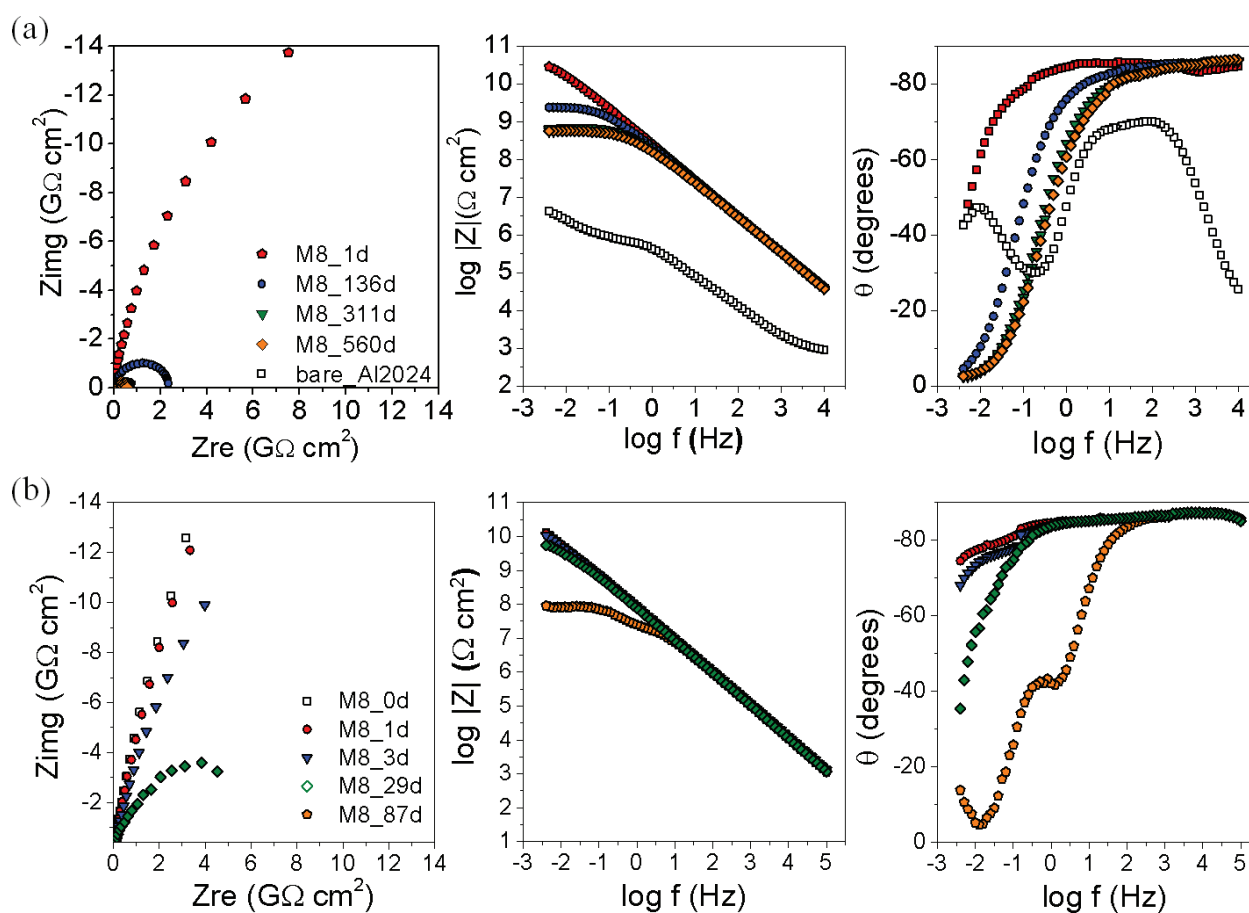 (a)
Zimg (GΩ cm²)
-14
-12
-10
-8
-6
-4
-2
0
0 2 4 6 8 10 12 14
Zre (GΩ cm²)
M8_1d
M8_136d
M8_311d
M8_560d
bare_Al2024
log |Z|(Ω cm²)
11
10
9
8
7
6
5
4
3
2
-3 -2 -1 0 1 2 3 4
log f (Hz)
θ (degrees)
-80
-60
-40
-20
0
-3 -2 -1 0 1 2 3 4
log f (Hz)
(b)
Zimg (GΩ cm²)
-14
-12
-10
-8
-6
-4
-2
0 2 4 6 8 10 12 14
Zre (GΩ cm²)
M8_0d
M8_1d
M8_3d
M8_29d
M8_87d
log |Z| (Ω cm²)
11
10
9
8
7
6
5
4
3
2
1
-3 -2 -1 0 1 2 3 4 5
log f (Hz)
θ (degrees)
-80
-60
-40
-20
0
-3 -2 -1 0 1 2 3 4 5
log f (Hz)